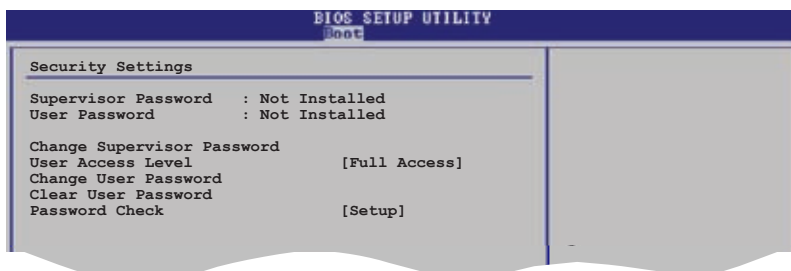 BIOS SETUP UTILITY
Boot
Security Settings
Supervisor Password : Not Installed
User Password : Not Installed
Change Supervisor Password
User Access Level [Full Access]
Change User Password
Clear User Password
Password Check [Setup]